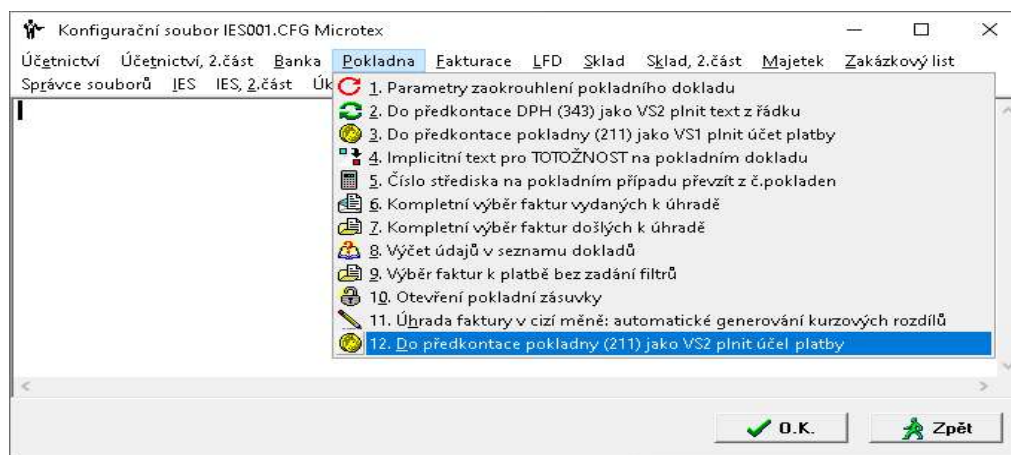 Konfigurační soubor IES001.CFG Microtex
Účetnictví Účetnictví, 2.část Banka Pokladna Fakturace LFD Sklad Sklad, 2.část Majetek Zakázkový list
Správce souborů IES IES, 2.část Úk
1. Parametry zaokrouhlení pokladního dokladu
2. Do předkontace DPH (343) jako VS2 plnit text z řádku
3. Do předkontace pokladny (211) jako VS1 plnit účet platby
4. Implicitní text pro TOTOŽNOST na pokladním dokladu
5. Číslo střediska na pokladním případu převzít z č.pokladen
6. Kompletní výběr faktur vydaných k úhradě
7. Kompletní výběr faktur došlých k úhradě
8. Výčet údajů v seznamu dokladů
9. Výběr faktur k platbě bez zadání filtrů
10. Otevření pokladní zásuvky
11. Úhrada faktury v cizí měně: automatické generování kurzových rozdílů
12. Do předkontace pokladny (211) jako VS2 plnit účel platby
O.K. Zpět